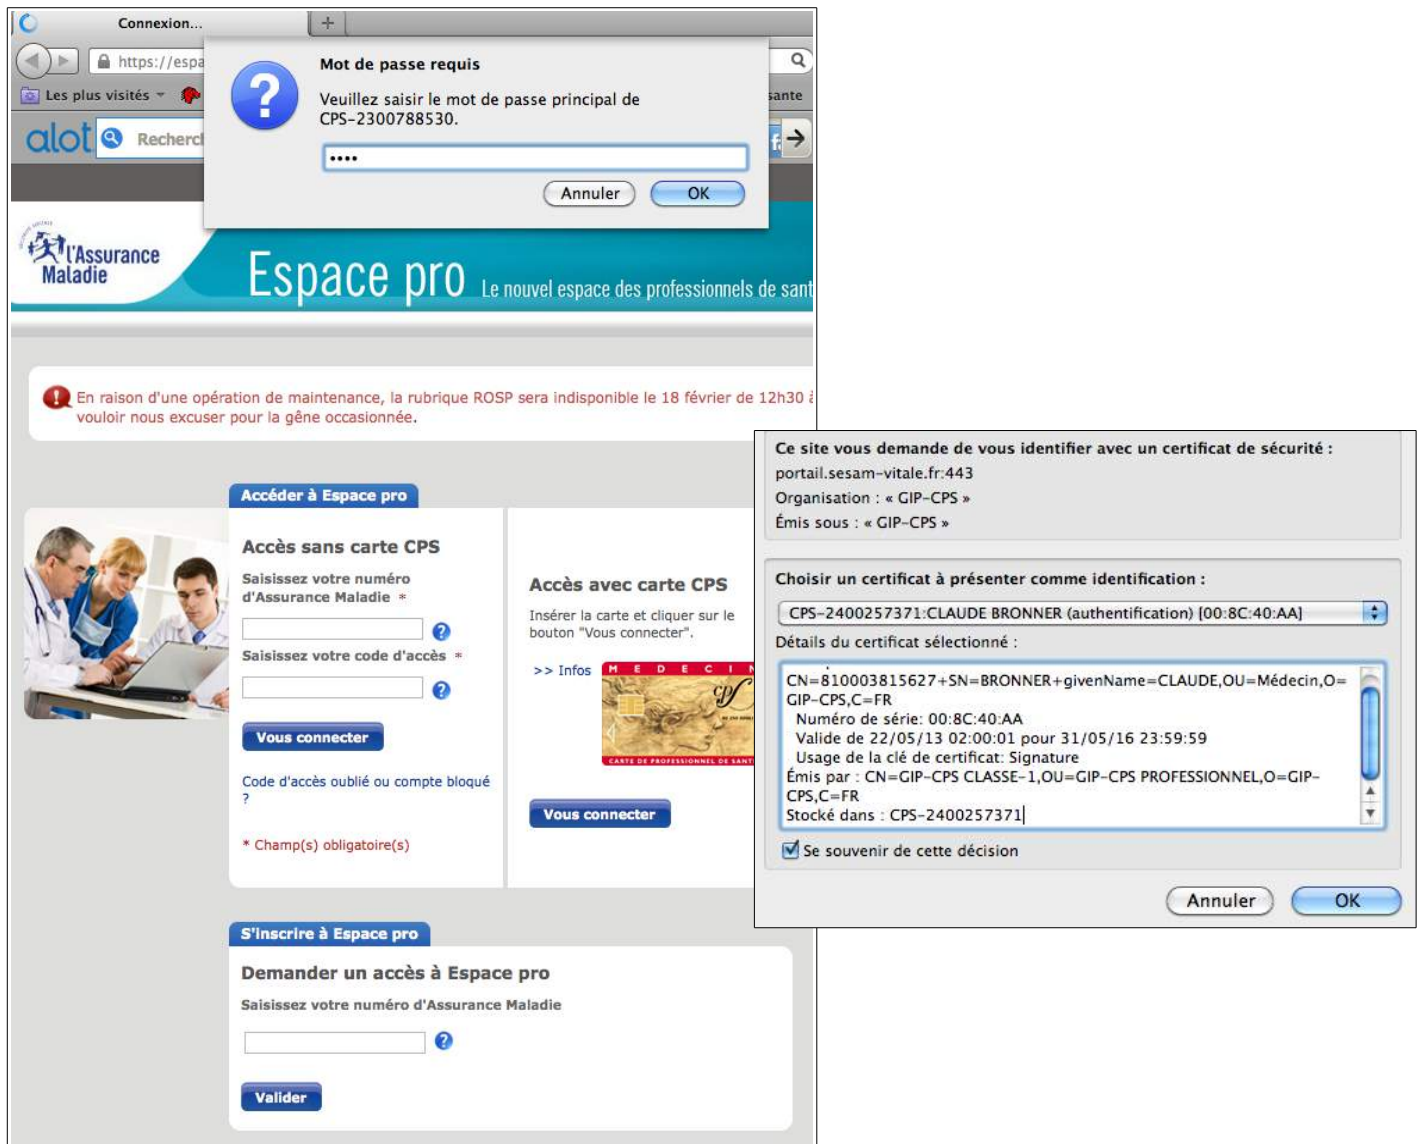 Connexion...
https://espa
Les plus visités
sante
Mot de passe requis
Veuillez saisir le mot de passe principal de
CPS-2300788530.
••••
Annuler
OK
alot
Recherc
l'Assurance
Maladie
Espace pro Le nouvel espace des professionnels de sant
En raison d'une opération de maintenance, la rubrique ROSP sera indisponible le 18 février de 12h30 à
vouloir nous excuser pour la gêne occasionnée.
Accéder à Espace pro
Accès sans carte CPS
Saisissez votre numéro
d'Assurance Maladie *
Saisissez votre code d'accès *
Vous connecter
Code d'accès oublié ou compte bloqué
?
* Champ(s) obligatoire(s)
Accès avec carte CPS
Insérer la carte et cliquer sur le
bouton "Vous connecter".
>> Infos
MEDECIN
cps
CARTE DE PROFESSIONNEL DE SANT
Vous connecter
S'inscrire à Espace pro
Demander un accès à Espace pro
Saisissez votre numéro d'Assurance Maladie
Valider
Ce site vous demande de vous identifier avec un certificat de sécurité :
portail.sesam-vitale.fr:443
Organisation : « GIP-CPS »
Émis sous : « GIP-CPS »
Choisir un certificat à présenter comme identification :
CPS-2400257371:CLAUDE BRONNER (authentification) [00:8C:40:AA]
Détails du certificat sélectionné :
CN=810003815627+SN=BRONNER+givenName=CLAUDE,OU=Médecin,O=
GIP-CPS,C=FR
Numéro de série: 00:8C:40:AA
Valide de 22/05/13 02:00:01 pour 31/05/16 23:59:59
Usage de la clé de certificat: Signature
Émis par : CN=GIP-CPS CLASSE-1,OU=GIP-CPS PROFESSIONNEL,O=GIP-
CPS,C=FR
Stocké dans : CPS-2400257371
Se souvenir de cette décision
Annuler
OK